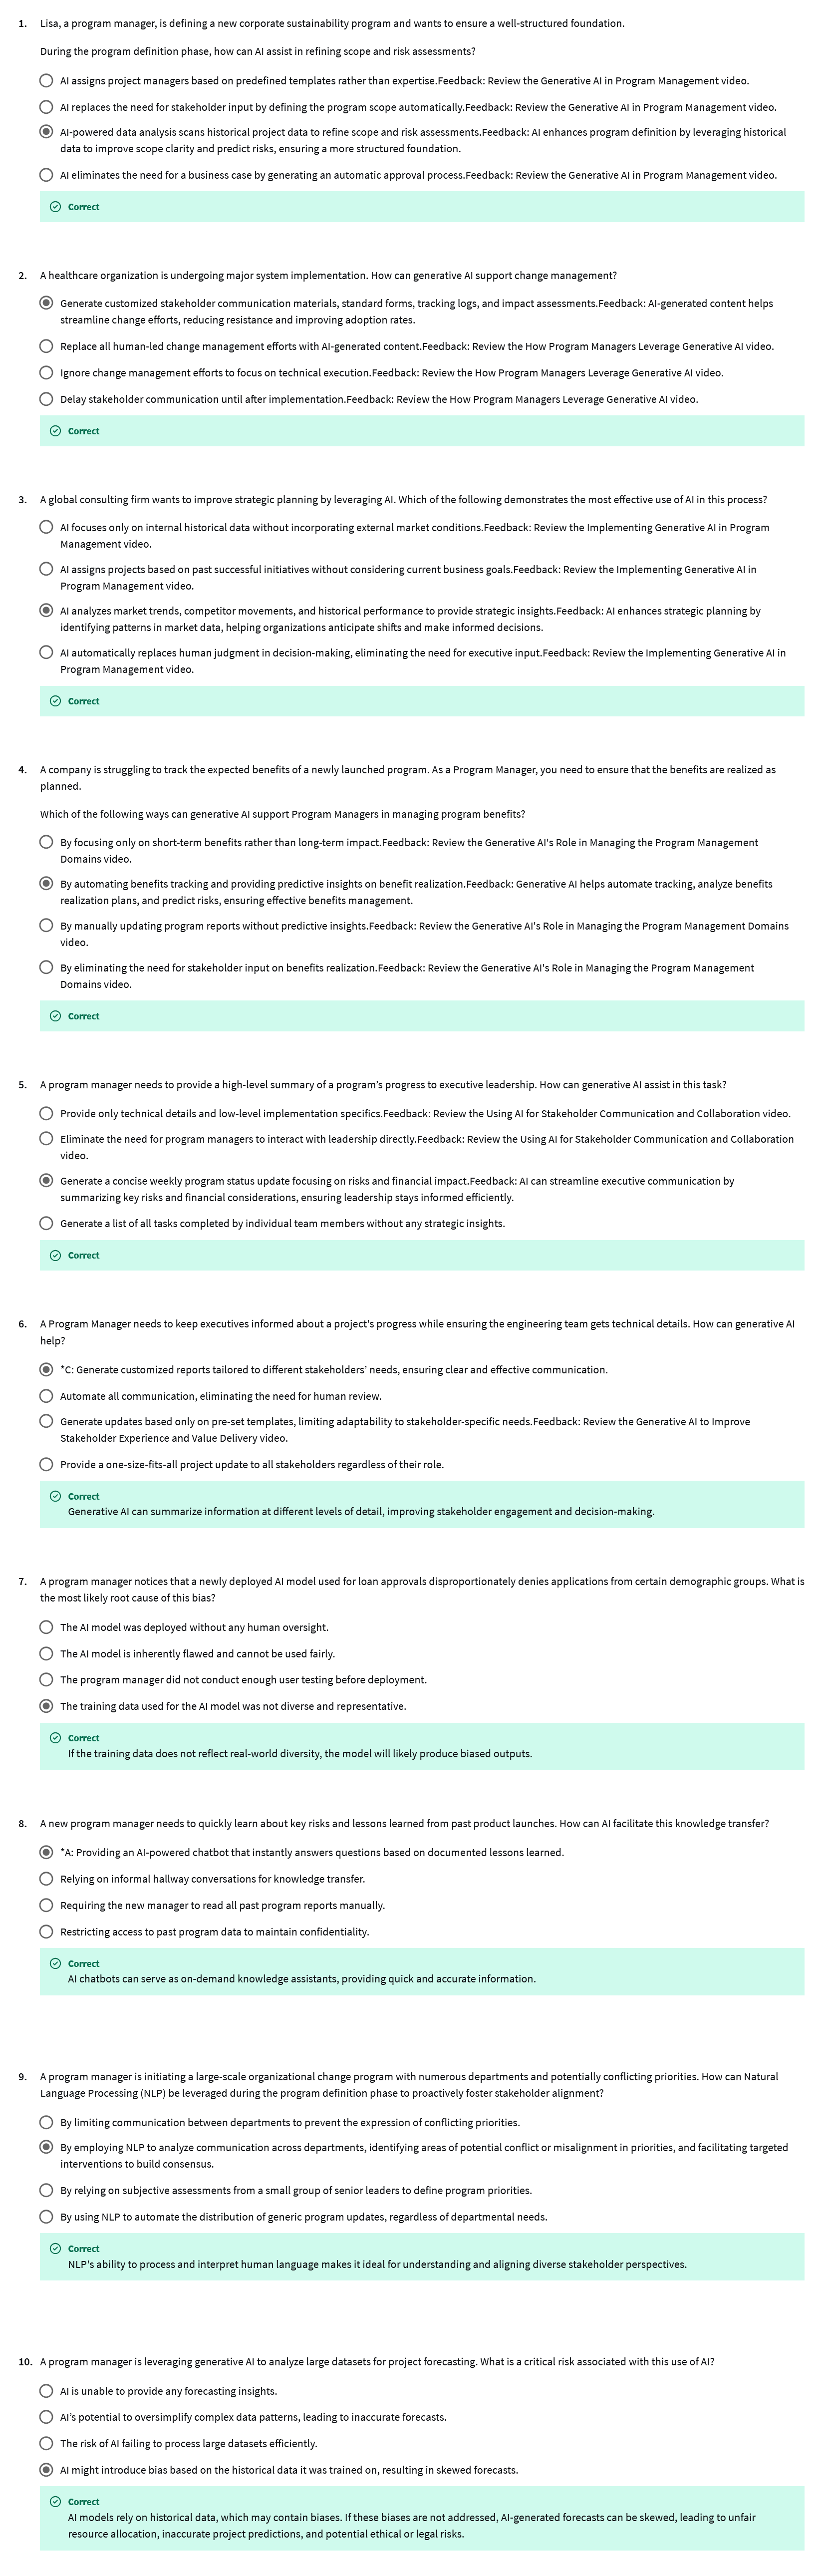 1. Lisa, a program manager, is defining a new corporate sustainability program and wants to ensure a well-structured foundation.
During the program definition phase, how can AI assist in refining scope and risk assessments?
AI assigns project managers based on predefined templates rather than expertise.Feedback: Review the Generative AI in Program Management video.
AI replaces the need for stakeholder input by defining the program scope automatically.Feedback: Review the Generative AI in Program Management video.
AI-powered data analysis scans historical project data to refine scope and risk assessments.Feedback: AI enhances program definition by leveraging historical
data to improve scope clarity and predict risks, ensuring a more structured foundation.
AI eliminates the need for a business case by generating an automatic approval process.Feedback: Review the Generative AI in Program Management video.
Correct
2. A healthcare organization is undergoing major system implementation. How can generative AI support change management?
Generate customized stakeholder communication materials, standard forms, tracking logs, and impact assessments.Feedback: AI-generated content helps
streamline change efforts, reducing resistance and improving adoption rates.
Replace all human-led change management efforts with AI-generated content.Feedback: Review the How Program Managers Leverage Generative AI video.
Ignore change management efforts to focus on technical execution.Feedback: Review the How Program Managers Leverage Generative AI video.
Delay stakeholder communication until after implementation.Feedback: Review the How Program Managers Leverage Generative AI video.
Correct
3. A global consulting firm wants to improve strategic planning by leveraging AI. Which of the following demonstrates the most effective use of AI in this process?
AI focuses only on internal historical data without incorporating external market conditions.Feedback: Review the Implementing Generative AI in Program
Management video.
AI assigns projects based on past successful initiatives without considering current business goals.Feedback: Review the Implementing Generative AI in
Program Management video.
AI analyzes market trends, competitor movements, and historical performance to provide strategic insights.Feedback: AI enhances strategic planning by
identifying patterns in market data, helping organizations anticipate shifts and make informed decisions.
AI automatically replaces human judgment in decision-making, eliminating the need for executive input.Feedback: Review the Implementing Generative AI in
Program Management video.
Correct
4. A company is struggling to track the expected benefits of a newly launched program. As a Program Manager, you need to ensure that the benefits are realized as
planned.
Which of the following ways can generative AI support Program Managers in managing program benefits?
By focusing only on short-term benefits rather than long-term impact.Feedback: Review the Generative AI's Role in Managing the Program Management
Domains video.
By automating benefits tracking and providing predictive insights on benefit realization.Feedback: Generative AI helps automate tracking, analyze benefits
realization plans, and predict risks, ensuring effective benefits management.
By manually updating program reports without predictive insights.Feedback: Review the Generative AI's Role in Managing the Program Management Domains
video.
By eliminating the need for stakeholder input on benefits realization.Feedback: Review the Generative AI's Role in Managing the Program Management
Domains video.
Correct
5. A program manager needs to provide a high-level summary of a program’s progress to executive leadership. How can generative AI assist in this task?
Provide only technical details and low-level implementation specifics.Feedback: Review the Using AI for Stakeholder Communication and Collaboration video.
Eliminate the need for program managers to interact with leadership directly.Feedback: Review the Using AI for Stakeholder Communication and Collaboration
video.
Generate a concise weekly program status update focusing on risks and financial impact.Feedback: AI can streamline executive communication by
summarizing key risks and financial considerations, ensuring leadership stays informed efficiently.
Generate a list of all tasks completed by individual team members without any strategic insights.
Correct
6. A Program Manager needs to keep executives informed about a project's progress while ensuring the engineering team gets technical details. How can generative AI
help?
*C: Generate customized reports tailored to different stakeholders’ needs, ensuring clear and effective communication.
Automate all communication, eliminating the need for human review.
Generate updates based only on pre-set templates, limiting adaptability to stakeholder-specific needs.Feedback: Review the Generative AI to Improve
Stakeholder Experience and Value Delivery video.
Provide a one-size-fits-all project update to all stakeholders regardless of their role.
Correct
Generative AI can summarize information at different levels of detail, improving stakeholder engagement and decision-making.
7. A program manager notices that a newly deployed AI model used for loan approvals disproportionately denies applications from certain demographic groups. What is
the most likely root cause of this bias?
The AI model was deployed without any human oversight.
The AI model is inherently flawed and cannot be used fairly.
The program manager did not conduct enough user testing before deployment.
The training data used for the AI model was not diverse and representative.
Correct
If the training data does not reflect real-world diversity, the model will likely produce biased outputs.
8. A new program manager needs to quickly learn about key risks and lessons learned from past product launches. How can AI facilitate this knowledge transfer?
*A: Providing an AI-powered chatbot that instantly answers questions based on documented lessons learned.
Relying on informal hallway conversations for knowledge transfer.
Requiring the new manager to read all past program reports manually.
Restricting access to past program data to maintain confidentiality.
Correct
AI chatbots can serve as on-demand knowledge assistants, providing quick and accurate information.
9. A program manager is initiating a large-scale organizational change program with numerous departments and potentially conflicting priorities. How can Natural
Language Processing (NLP) be leveraged during the program definition phase to proactively foster stakeholder alignment?
By limiting communication between departments to prevent the expression of conflicting priorities.
By employing NLP to analyze communication across departments, identifying areas of potential conflict or misalignment in priorities, and facilitating targeted
interventions to build consensus.
By relying on subjective assessments from a small group of senior leaders to define program priorities.
By using NLP to automate the distribution of generic program updates, regardless of departmental needs.
Correct
NLP's ability to process and interpret human language makes it ideal for understanding and aligning diverse stakeholder perspectives.
10. A program manager is leveraging generative AI to analyze large datasets for project forecasting. What is a critical risk associated with this use of AI?
AI is unable to provide any forecasting insights.
AI’s potential to oversimplify complex data patterns, leading to inaccurate forecasts.
The risk of AI failing to process large datasets efficiently.
AI might introduce bias based on the historical data it was trained on, resulting in skewed forecasts.
Correct
AI models rely on historical data, which may contain biases. If these biases are not addressed, AI-generated forecasts can be skewed, leading to unfair
resource allocation, inaccurate project predictions, and potential ethical or legal risks.